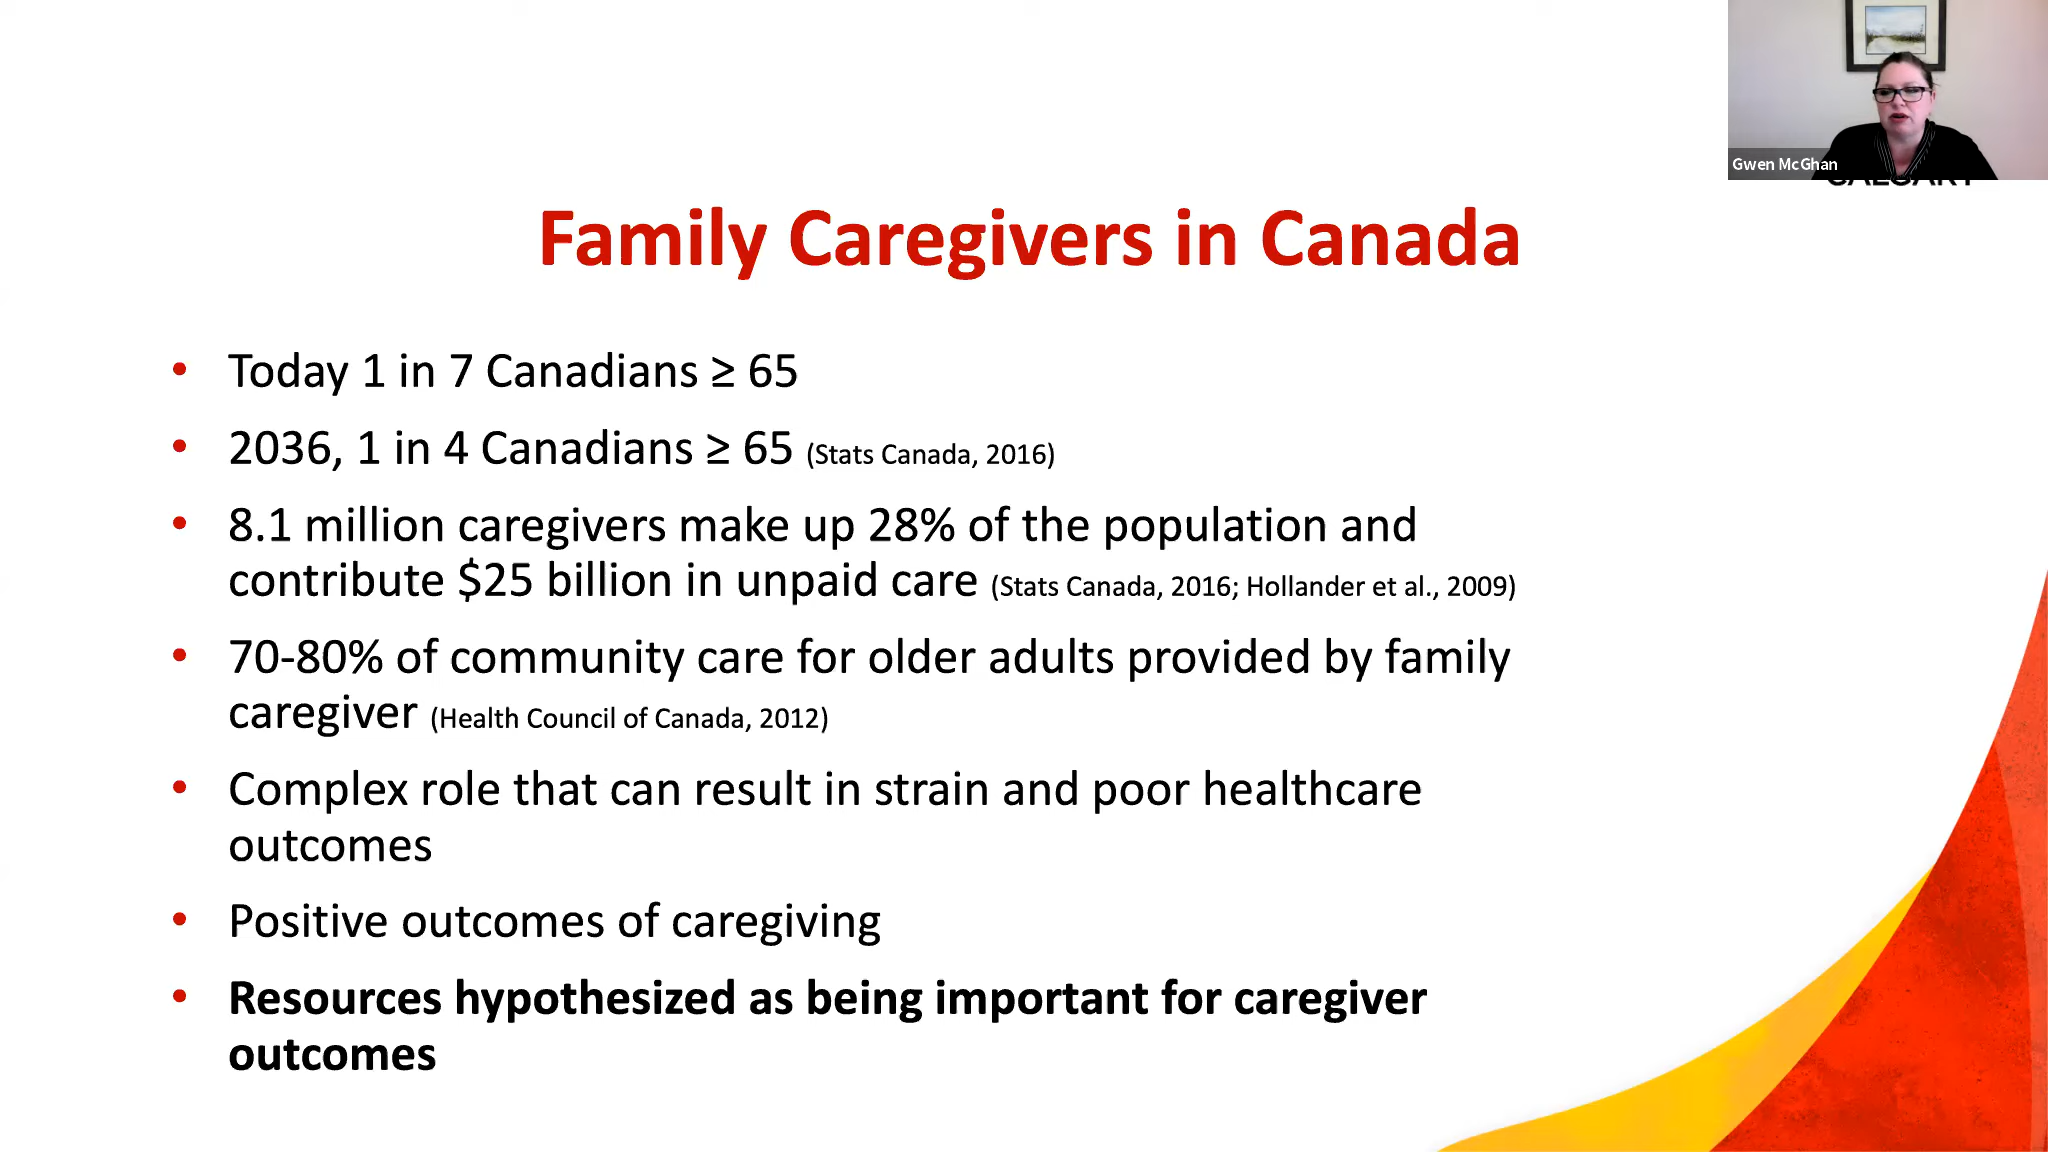 Gwen McGhan
CALGARY
Family Caregivers in Canada
• Today 1 in 7 Canadians ≥ 65
• 2036, 1 in 4 Canadians ≥ 65 (Stats Canada, 2016)
• 8.1 million caregivers make up 28% of the population and
contribute $25 billion in unpaid care (Stats Canada, 2016; Hollander et al., 2009)
• 70-80% of community care for older adults provided by family
caregiver (Health Council of Canada, 2012)
• Complex role that can result in strain and poor healthcare
outcomes
• Positive outcomes of caregiving
• Resources hypothesized as being important for caregiver
outcomes